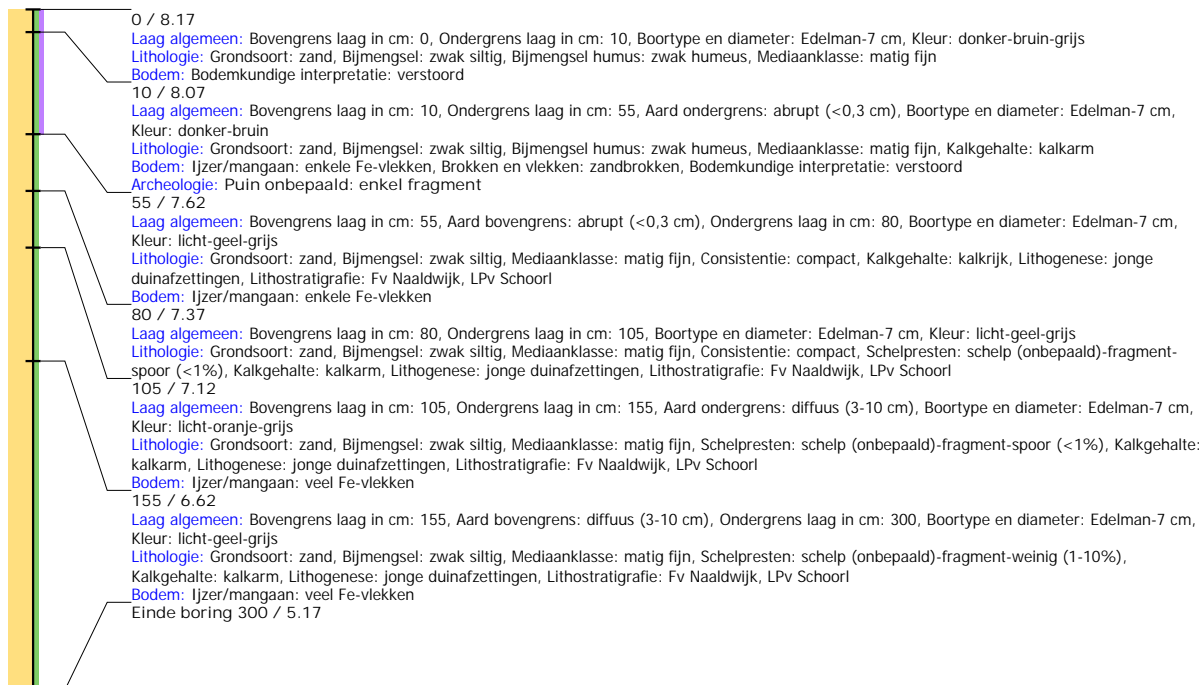 0 / 8.17
Laag algemeen: Bovengrens laag in cm: 0, Ondergrens laag in cm: 10, Boortype en diameter: Edelman-7 cm, Kleur: donker-bruin-grijs
Lithologie: Grondsoort: zand, Bijmengsel: zwak siltig, Bijmengsel humus: zwak humeus, Mediaanklasse: matig fijn
Bodem: Bodemkundige interpretatie: verstoord
10 / 8.07
Laag algemeen: Bovengrens laag in cm: 10, Ondergrens laag in cm: 55, Aard ondergrens: abrupt (<0,3 cm), Boortype en diameter: Edelman-7 cm,
Kleur: donker-bruin
Lithologie: Grondsoort: zand, Bijmengsel: zwak siltig, Bijmengsel humus: zwak humeus, Mediaanklasse: matig fijn, Kalkgehalte: kalkarm
Bodem: Ijzer/mangaan: enkele Fe-vlekken, Brokken en vlekken: zandbrokken, Bodemkundige interpretatie: verstoord
Archeologie: Puin onbepaald: enkel fragment
55 / 7.62
Laag algemeen: Bovengrens laag in cm: 55, Aard bovengrens: abrupt (<0,3 cm), Ondergrens laag in cm: 80, Boortype en diameter: Edelman-7 cm,
Kleur: licht-geel-grijs
Lithologie: Grondsoort: zand, Bijmengsel: zwak siltig, Mediaanklasse: matig fijn, Consistentie: compact, Kalkgehalte: kalkrijk, Lithogenese: jonge
duinafzettingen, Lithostratigrafie: Fv Naaldwijk, LPv Schoorl
Bodem: Ijzer/mangaan: enkele Fe-vlekken
80 / 7.37
Laag algemeen: Bovengrens laag in cm: 80, Ondergrens laag in cm: 105, Boortype en diameter: Edelman-7 cm, Kleur: licht-geel-grijs
Lithologie: Grondsoort: zand, Bijmengsel: zwak siltig, Mediaanklasse: matig fijn, Consistentie: compact, Schelpresten: schelp (onbepaald)-fragment-
spoor (<1%), Kalkgehalte: kalkarm, Lithogenese: jonge duinafzettingen, Lithostratigrafie: Fv Naaldwijk, LPv Schoorl
105 / 7.12
Laag algemeen: Bovengrens laag in cm: 105, Ondergrens laag in cm: 155, Aard ondergrens: diffuus (3-10 cm), Boortype en diameter: Edelman-7 cm,
Kleur: licht-oranje-grijs
Lithologie: Grondsoort: zand, Bijmengsel: zwak siltig, Mediaanklasse: matig fijn, Schelpresten: schelp (onbepaald)-fragment-spoor (<1%), Kalkgehalte:
kalkarm, Lithogenese: jonge duinafzettingen, Lithostratigrafie: Fv Naaldwijk, LPv Schoorl
Bodem: Ijzer/mangaan: veel Fe-vlekken
155 / 6.62
Laag algemeen: Bovengrens laag in cm: 155, Aard bovengrens: diffuus (3-10 cm), Ondergrens laag in cm: 300, Boortype en diameter: Edelman-7 cm,
Kleur: licht-geel-grijs
Lithologie: Grondsoort: zand, Bijmengsel: zwak siltig, Mediaanklasse: matig fijn, Schelpresten: schelp (onbepaald)-fragment-weinig (1-10%),
Kalkgehalte: kalkarm, Lithogenese: jonge duinafzettingen, Lithostratigrafie: Fv Naaldwijk, LPv Schoorl
Bodem: Ijzer/mangaan: veel Fe-vlekken
Einde boring 300 / 5.17